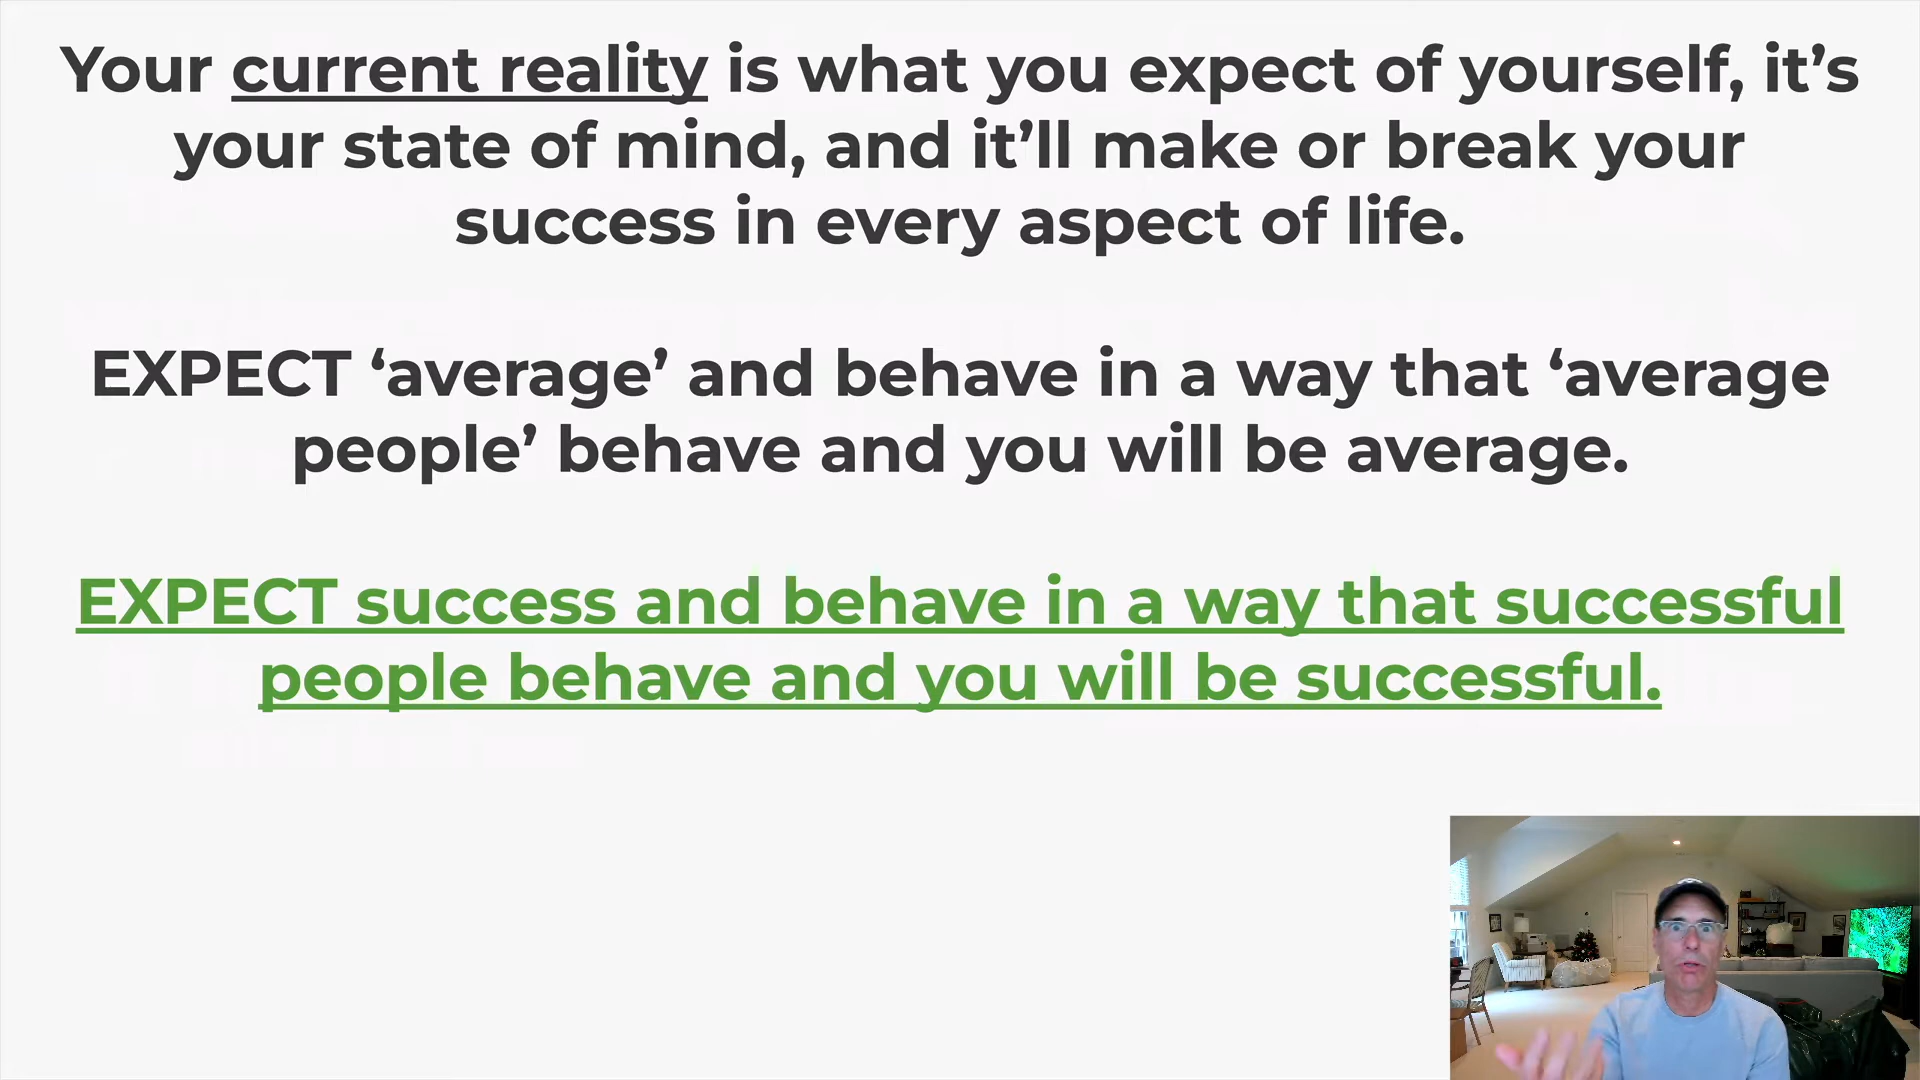 Your current reality is what you expect of yourself, it’s
your state of mind, and it’ll make or break your
success in every aspect of life.
EXPECT ‘average’ and behave in a way that ‘average
people’ behave and you will be average.
EXPECT success and behave in a way that successful
people behave and you will be successful.